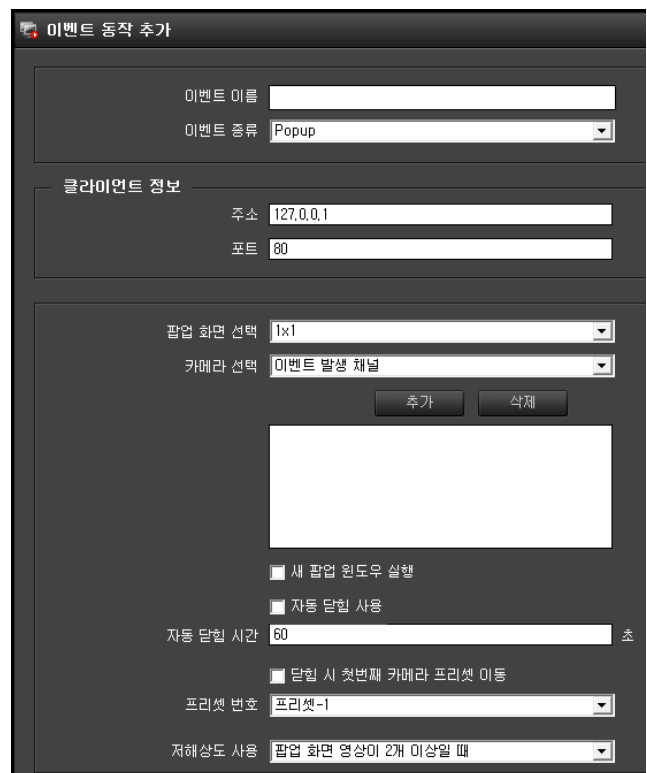 이벤트 동작 추가
이벤트 이름
이벤트 종류 Popup
클라이언트 정보
주소 127.0.0.1
포트 80
팝업 화면 선택 1x1
카메라 선택 이벤트 발생 채널
추가 삭제
새 팝업 윈도우 실행
자동 닫힘 사용
자동 닫힘 시간 60 초
닫힘 시 첫번째 카메라 프리셋 이동
프리셋 번호 프리셋-1
저해상도 사용 팝업 화면 영상이 2개 이상일 때